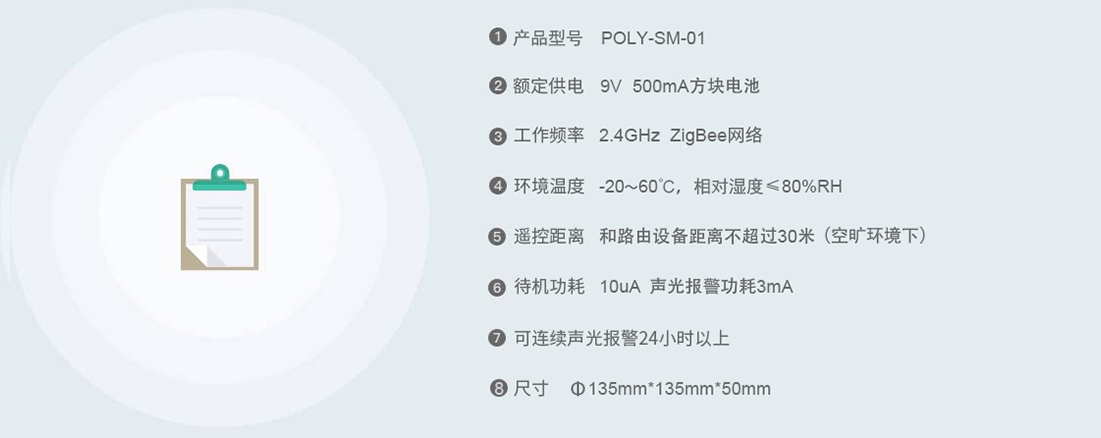 ❶ 产品型号 POLY-SM-01
❷ 额定供电 9V 500mA方块电池
❸ 工作频率 2.4GHz ZigBee网络
❹ 环境温度 -20~60℃，相对湿度≤80%RH
❺ 遥控距离 和路由设备距离不超过30米（空旷环境下）
❻ 待机功耗 10uA 声光报警功耗3mA
❼ 可连续声光报警24小时以上
❽ 尺寸 Φ135mm*135mm*50mm